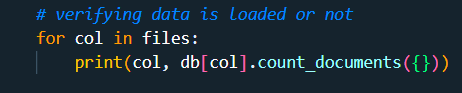 # verifying data is loaded or not
for col in files:
    print(col, db[col].count_documents({}))